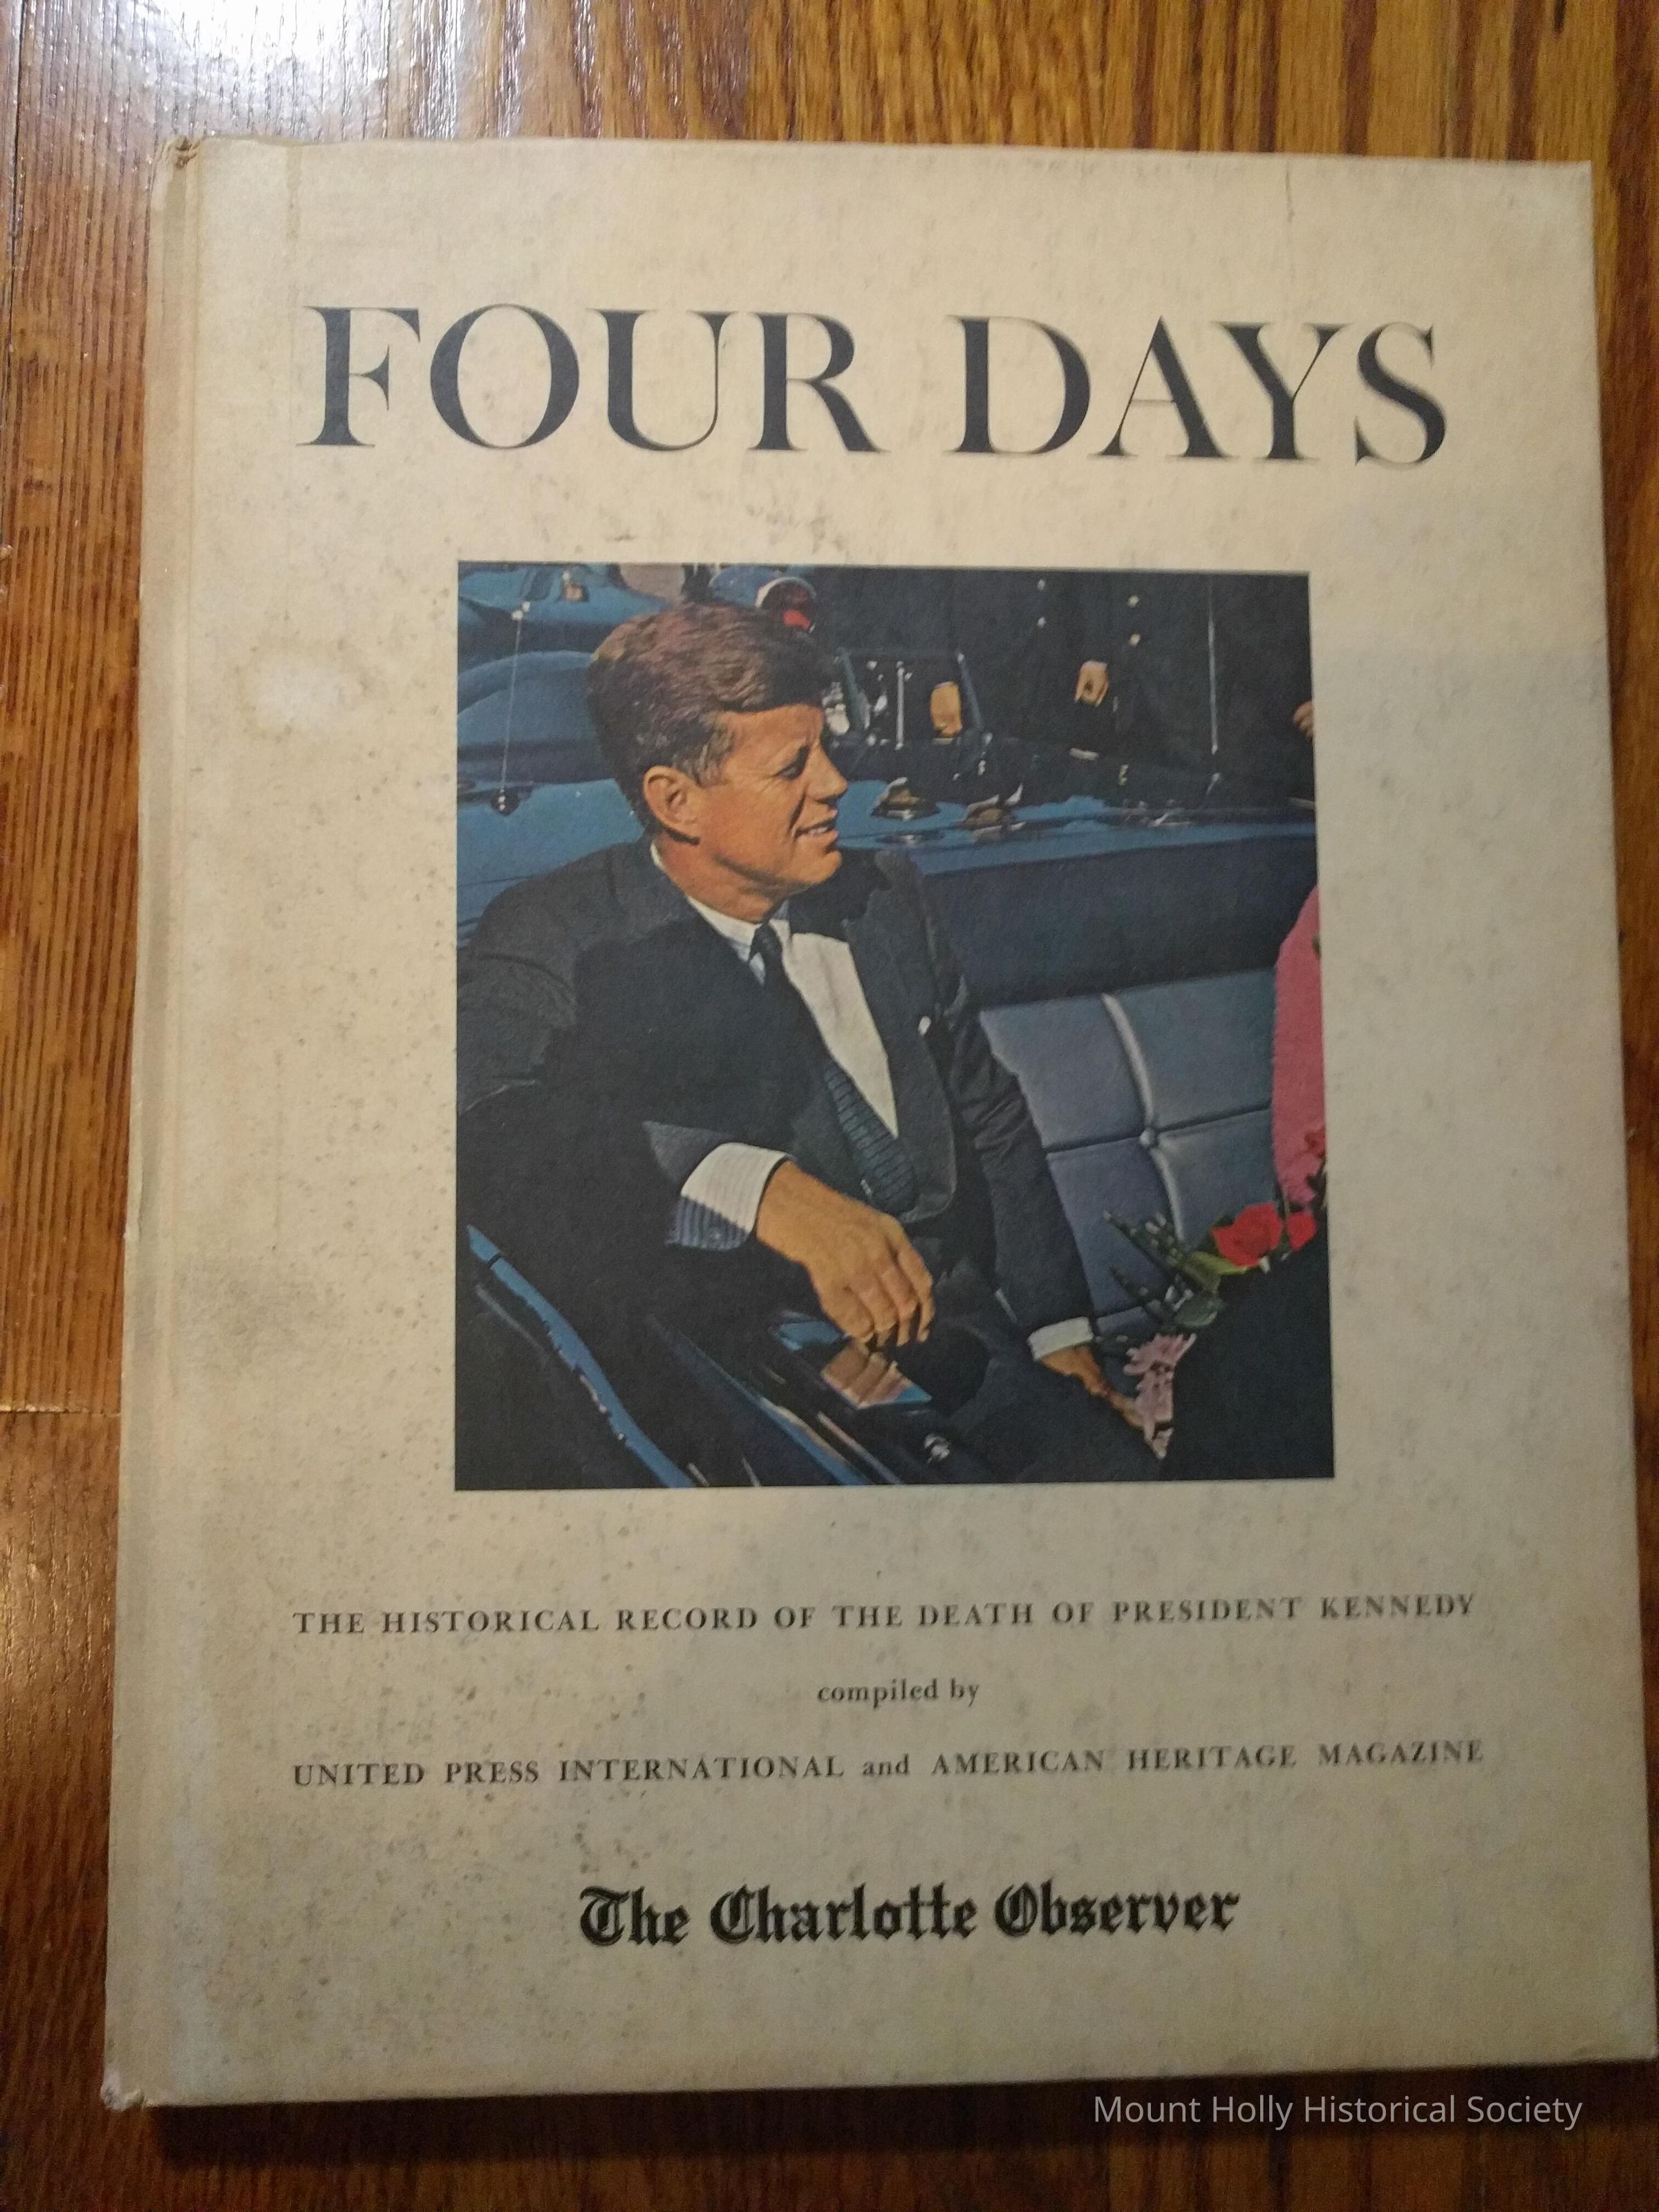 FOUR DAYS
THE HISTORICAL RECORD OF THE DEATH OF PRESIDENT KENNEDY
compiled by
UNITED PRESS INTERNATIONAL and AMERICAN HERITAGE MAGAZINE
The Charlotte Observer
Mount Holly Historical Society